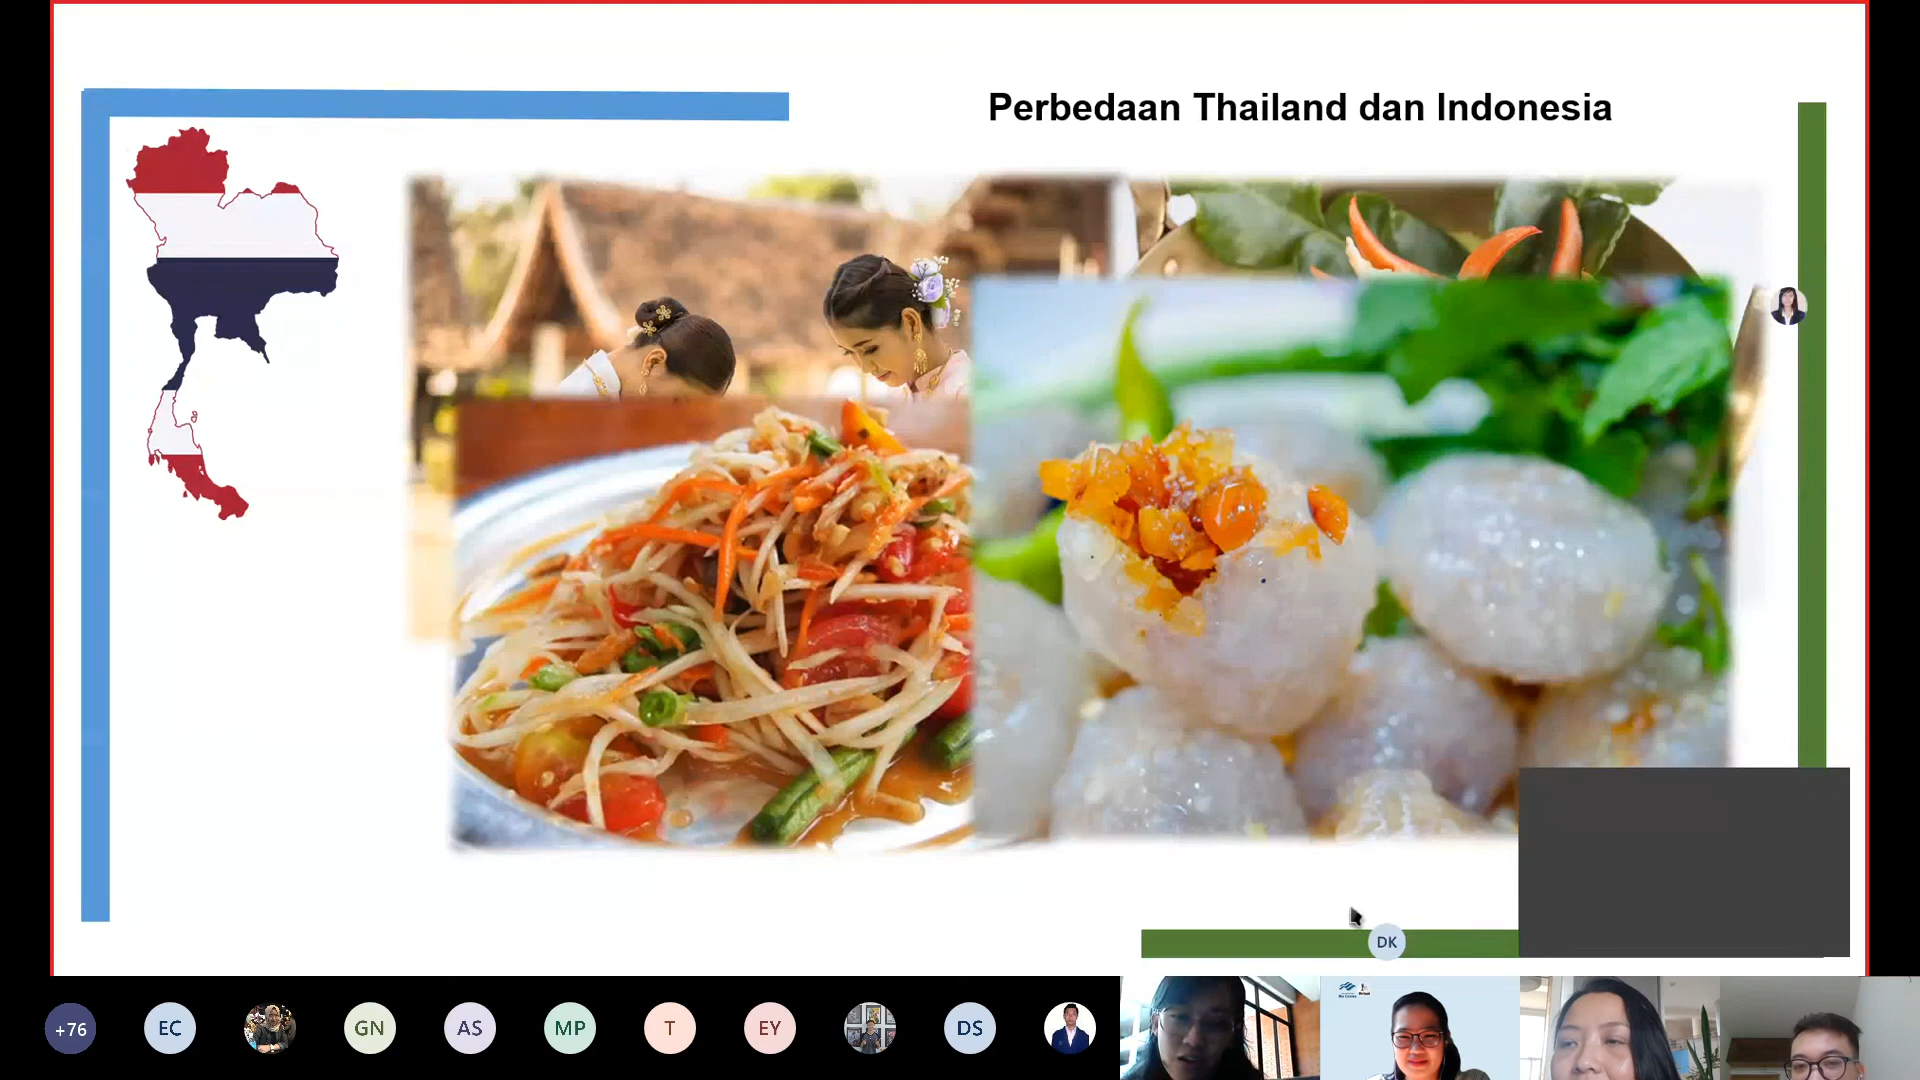 Perbedaan Thailand dan Indonesia
DK
+76
EC
GN
AS
MP
T
EY
DS